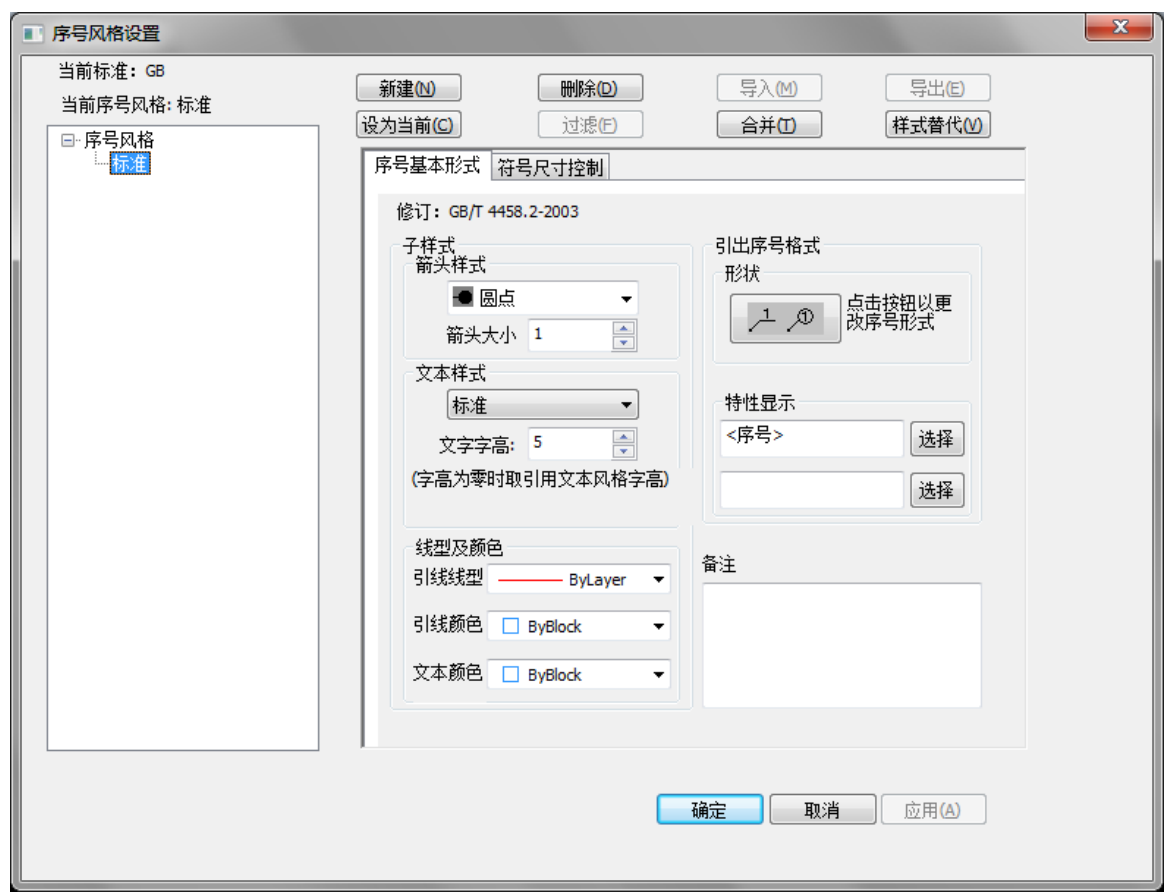 序号风格设置
当前标准：GB
当前序号风格: 标准
序号风格
标准
新建(N)
删除(D)
导入(M)
导出(E)
设为当前(C)
过滤(F)
合并(T)
样式替代(V)
序号基本形式
符号尺寸控制
修订：GB/T 4458.2-2003
子样式
箭头样式
圆点
箭头大小 1
文本样式
标准
文字字高: 5
(字高为零时取引用文本风格字高)
线型及颜色
引线线型 ByLayer
引线颜色 ByBlock
文本颜色 ByBlock
引出序号格式
形状
1 ①
点击按钮以更
改序号形式
特性显示
<序号> 选择
选择
备注
确定
取消
应用(A)